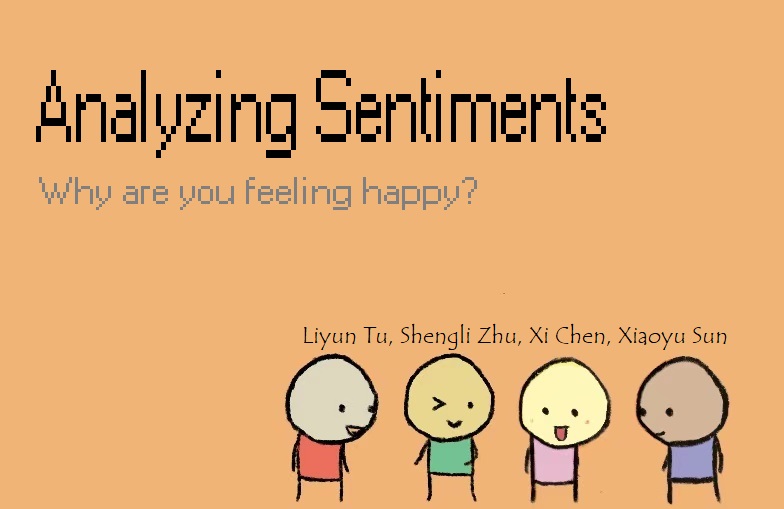 Analyzing Sentiments
Why are you feeling happy?
Liyun Tu, Shengli Zhu, Xi Chen, Xiaoyu Sun